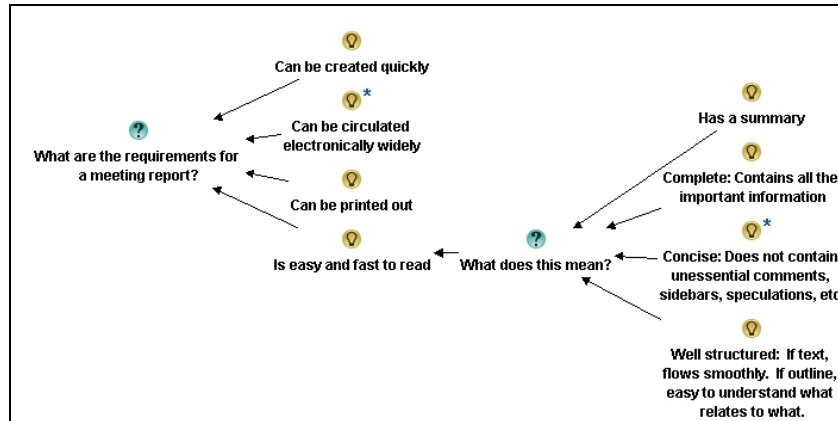 Can be created quickly
*
Can be circulated
electronically widely
What are the requirements for
a meeting report?
Can be printed out
Is easy and fast to read
What does this mean?
Has a summary
Complete: Contains all the
important information
*
Concise: Does not contain
unessential comments,
sidebars, speculations, etc
Well structured: If text,
flows smoothly. If outline,
easy to understand what
relates to what.